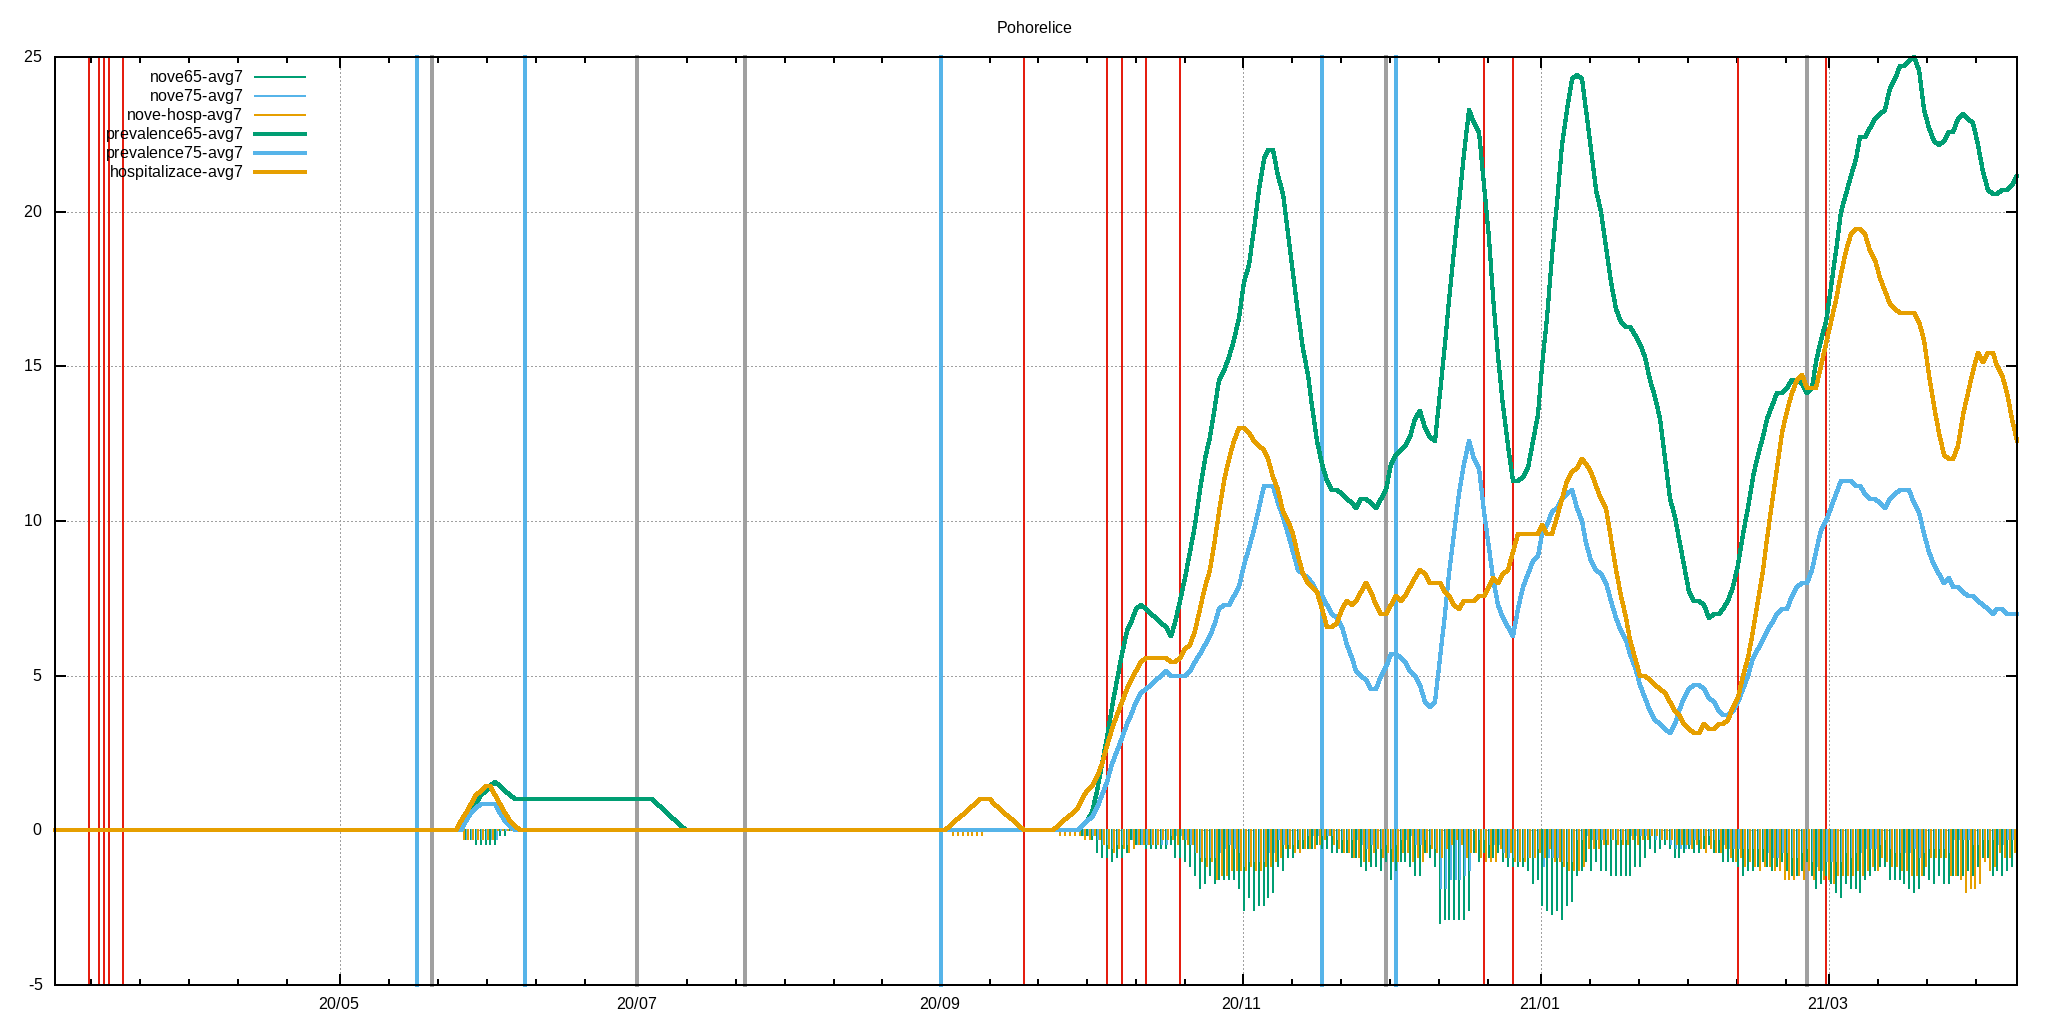 Pohorelice
25
20
15
10
5
0
-5
nove65-avg7
nove75-avg7
nove-hosp-avg7
prevalence65-avg7
prevalence75-avg7
hospitalizace-avg7
20/05 20/07 20/09 20/11 21/01 21/03